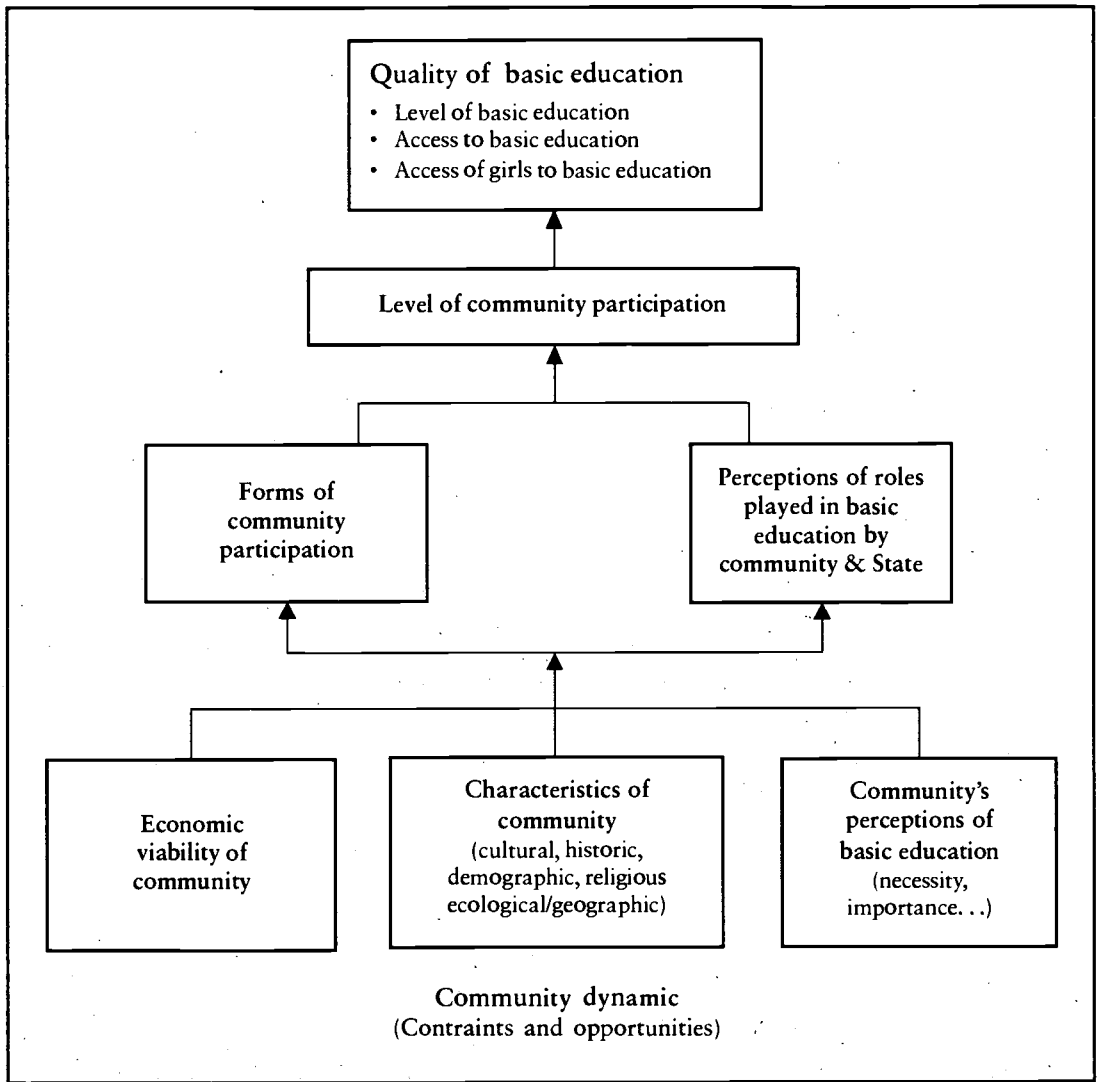 Quality of basic education
• Level of basic education
• Access to basic education
• Access of girls to basic education
Level of community participation
Forms of
community
participation
Perceptions of roles
played in basic
education by
community & State
Economic
viability of
community
Characteristics of
community
(cultural, historic,
demographic, religious
ecological/geographic)
Community's
perceptions of
basic education
(necessity,
importance. . .)
Community dynamic
(Contraints and opportunities)